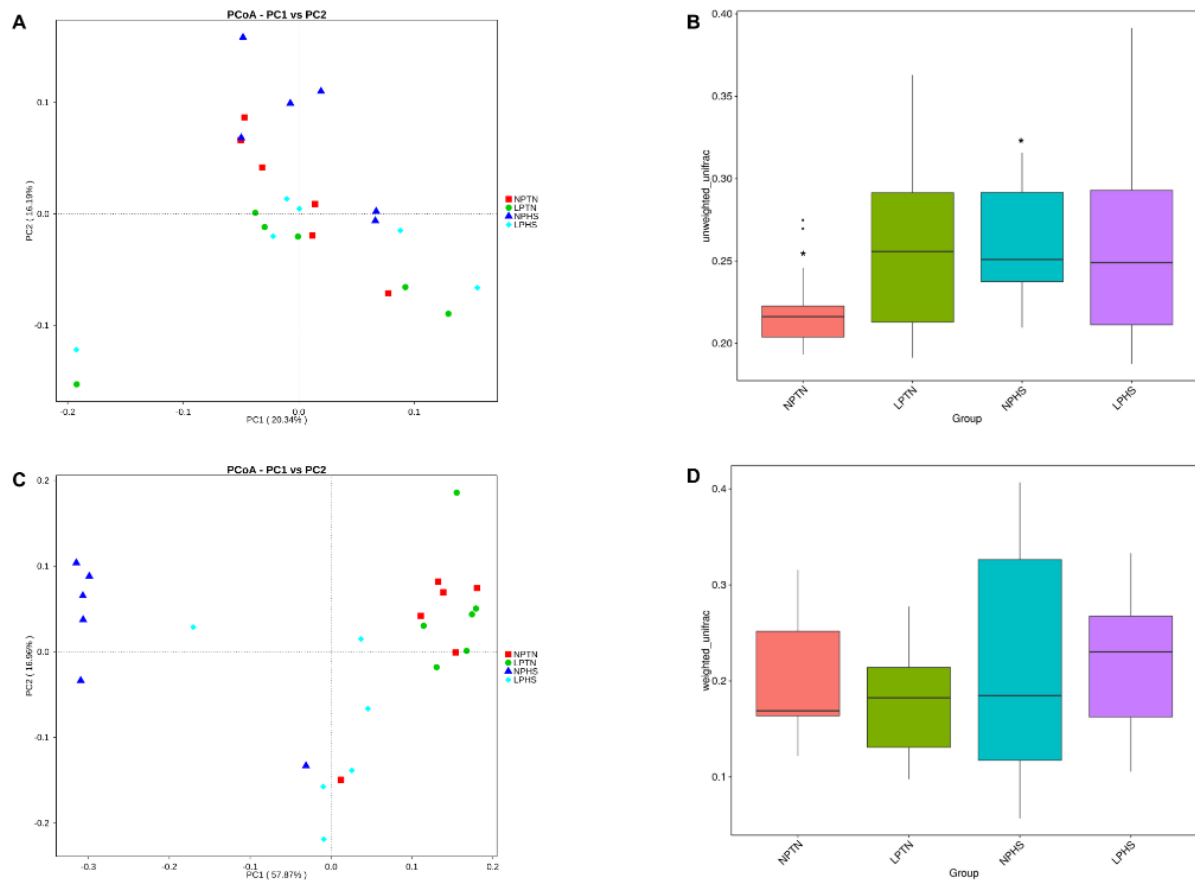 A
PCoA - PC1 vs PC2
PC2 ( 16.19% )
0.1
0.0
-0.1
-0.2
-0.1
0.0
0.1
PC1 ( 20.34% )
NPTN
LPTN
NPHS
LPHS
B
unweighted_unifrac
0.40
0.35
0.30
0.25
0.20
NPTN
LPTN
NPHS
LPHS
Group
C
PCoA - PC1 vs PC2
PC2 ( 16.96% )
0.2
0.1
0.0
-0.1
-0.2
-0.3
-0.2
-0.1
0.0
0.1
0.2
PC1 ( 57.87% )
NPTN
LPTN
NPHS
LPHS
D
weighted_unifrac
0.4
0.3
0.2
0.1
NPTN
LPTN
NPHS
LPHS
Group